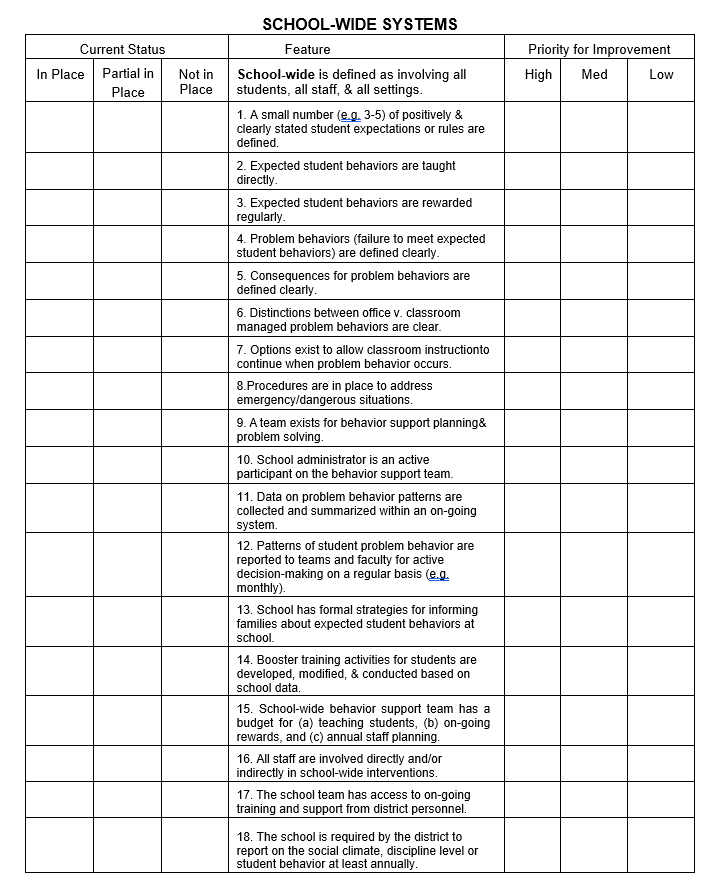 SCHOOL-WIDE SYSTEMS
Current Status
Feature
Priority for Improvement
In Place
Partial in
Place
Not in
Place
School-wide is defined as involving all
students, all staff, & all settings.
High
Med
Low
1. A small number (e.g. 3-5) of positively &
clearly stated student expectations or rules are
defined.
2. Expected student behaviors are taught
directly.
3. Expected student behaviors are rewarded
regularly.
4. Problem behaviors (failure to meet expected
student behaviors) are defined clearly.
5. Consequences for problem behaviors are
defined clearly.
6. Distinctions between office v. classroom
managed problem behaviors are clear.
7. Options exist to allow classroom instructionto
continue when problem behavior occurs.
8.Procedures are in place to address
emergency/dangerous situations.
9. A team exists for behavior support planning&
problem solving.
10. School administrator is an active
participant on the behavior support team.
11. Data on problem behavior patterns are
collected and summarized within an on-going
system.
12. Patterns of student problem behavior are
reported to teams and faculty for active
decision-making on a regular basis (e.g.
monthly).
13. School has formal strategies for informing
families about expected student behaviors at
school.
14. Booster training activities for students are
developed, modified, & conducted based on
school data.
15. School-wide behavior support team has a
budget for (a) teaching students, (b) on-going
rewards, and (c) annual staff planning.
16. All staff are involved directly and/or
indirectly in school-wide interventions.
17. The school team has access to on-going
training and support from district personnel.
18. The school is required by the district to
report on the social climate, discipline level or
student behavior at least annually.